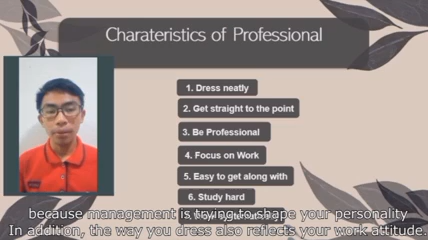 Charateristics of Professional
1. Dress neatly
2. Get straight to the point
3. Be Professional
4. Focus on Work
5. Easy to get along with
6. Study hard
because management is trying to shape your personality
In addition, the way you dress also reflects your work attitude.